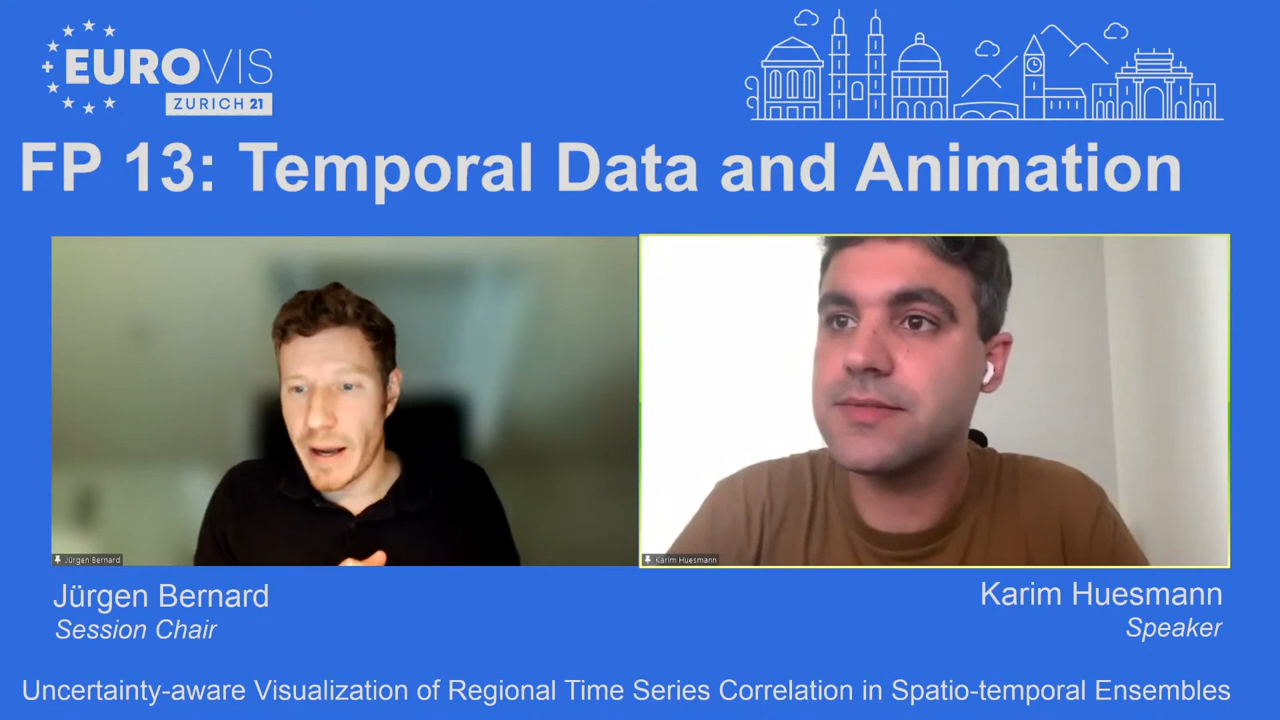 EUROVIS
ZURICH 21
FP 13: Temporal Data and Animation
Jürgen Bernard
Karim Huesmann
Jürgen Bernard
Session Chair
Karim Huesmann
Speaker
Uncertainty-aware Visualization of Regional Time Series Correlation in Spatio-temporal Ensembles